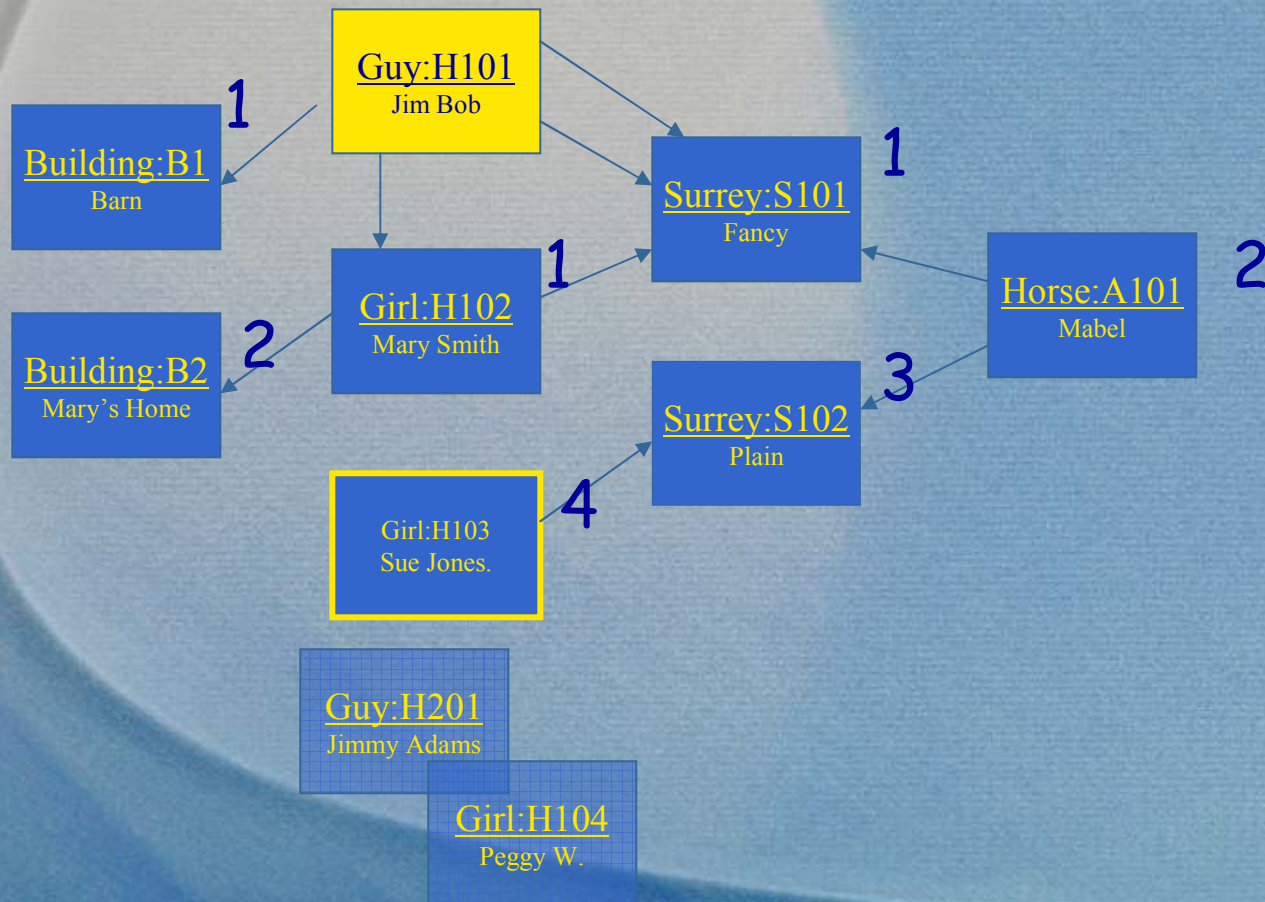 Guy:H101
Jim Bob
1
Building:B1
Barn
1
Surrey:S101
Fancy
1
Girl:H102
Mary Smith
2
Horse:A101
Mabel
2
Building:B2
Mary’s Home
3
Surrey:S102
Plain
4
Girl:H103
Sue Jones.
Guy:H201
Jimmy Adams
Girl:H104
Peggy W.